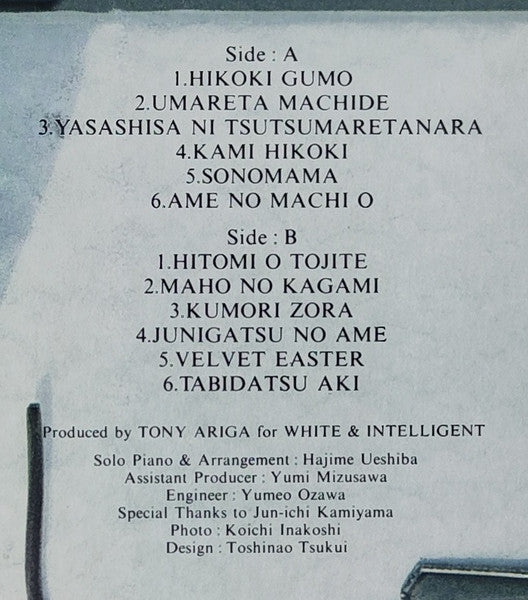 Side : A
1.HIKOKI GUMO
2.UMARETA MACHIDE
3.YASASHISA NI TSUTSUMARETANARA
4.KAMI HIKOKI
5.SONOMAMA
6.AME NO MACHI O
Side : B
1.HITOMI O TOJITE
2.MAHO NO KAGAMI
3.KUMORI ZORA
4.JUNIGATSU NO AME
5.VELVET EASTER
6.TABIDATSU AKI
Produced by TONY ARIGA for WHITE & INTELLIGENT
Solo Piano & Arrangement : Hajime Ueshiba
Assistant Producer : Yumi Mizusawa
Engineer : Yumeo Ozawa
Special Thanks to Jun-ichi Kamiyama
Photo : Koichi Inakoshi
Design : Toshinao Tsukui